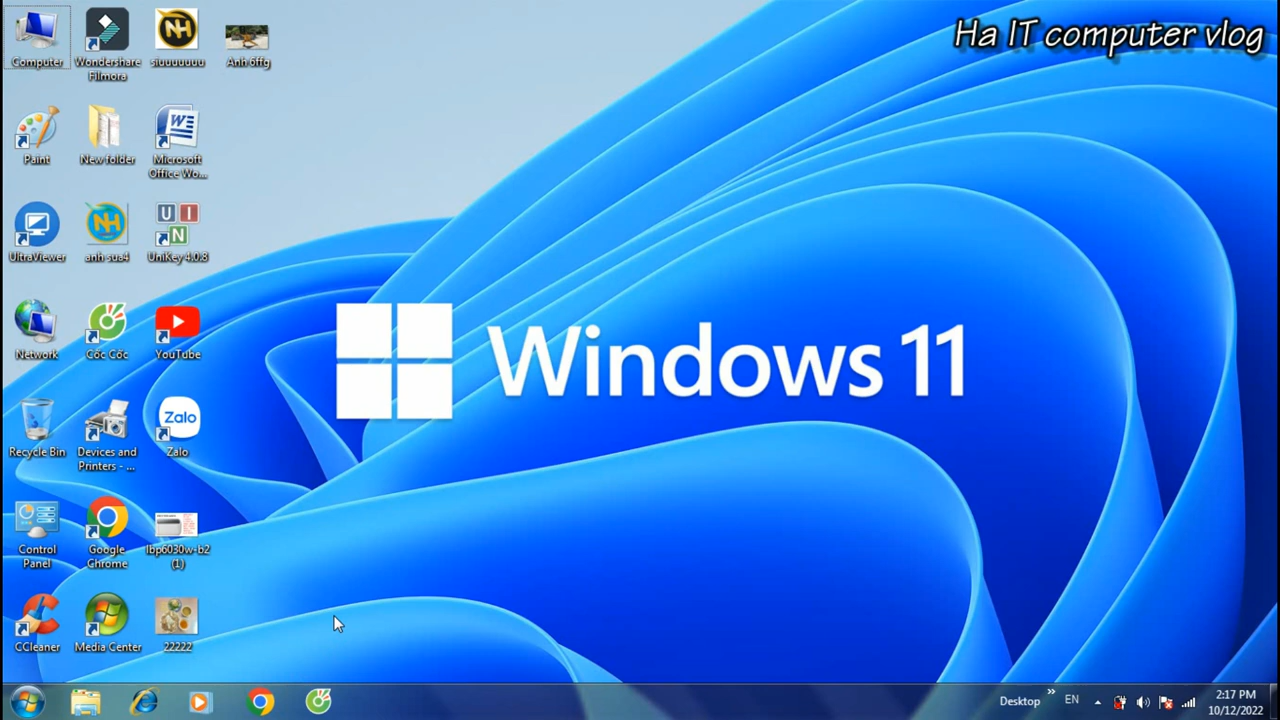 Ha IT computer vlog
Computer
Wondershare
Filmora
siuuuuuuu
Anh 6ffg
Paint
New folder
Microsoft
Office Wo...
UltraViewer
anh sua4
U I
N
UniKey 4.0.8
Network
Cốc Cốc
YouTube
Recycle Bin
Devices and
Printers - ...
Zalo
Zalo
Control
Panel
Google
Chrome
lbp6030w-b2
(1)
CCleaner
Media Center
22222
Windows 11
Desktop
EN
2:17 PM
10/12/2022